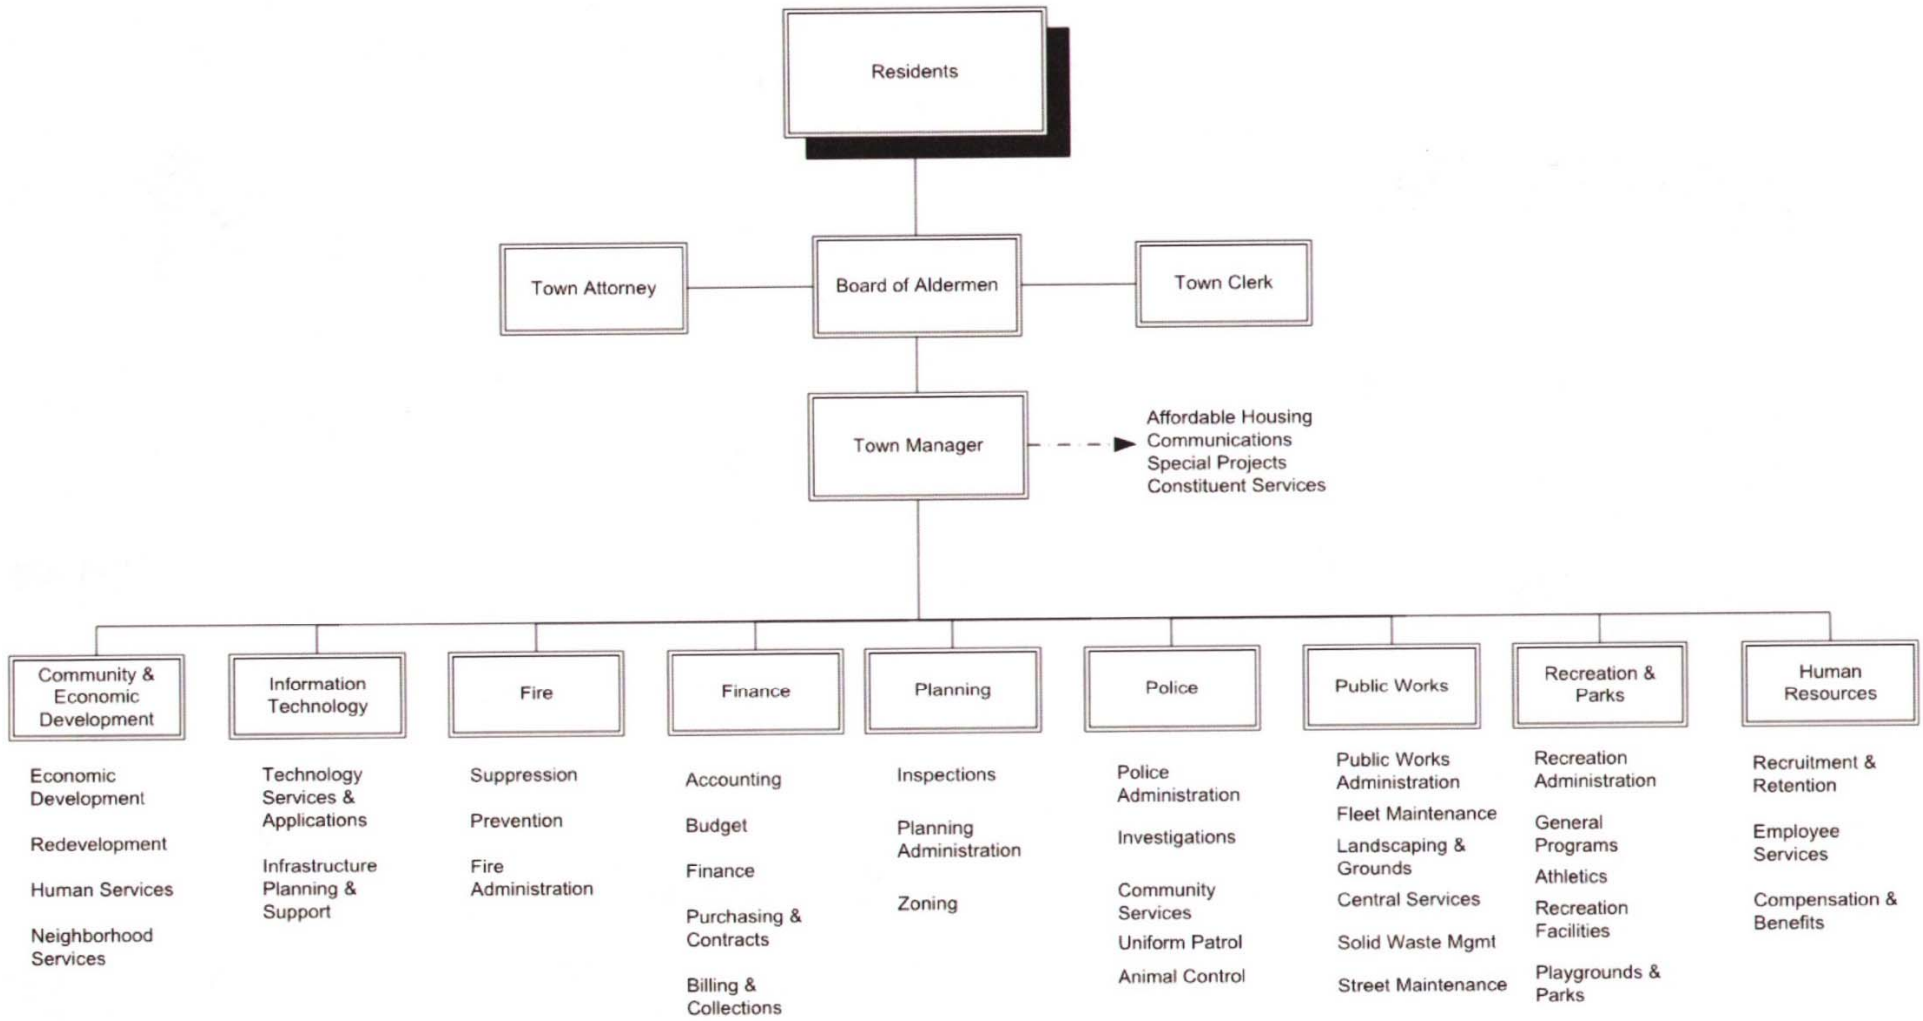 Residents
Town Attorney
Board of Aldermen
Town Clerk
Town Manager
Affordable Housing
Communications
Special Projects
Constituent Services
Community &
Economic
Development
Information
Technology
Fire
Finance
Planning
Police
Public Works
Recreation &
Parks
Human
Resources
Economic
Development
Redevelopment
Human Services
Neighborhood
Services
Technology
Services &
Applications
Infrastructure
Planning &
Support
Suppression
Prevention
Fire
Administration
Accounting
Budget
Finance
Purchasing &
Contracts
Billing &
Collections
Inspections
Planning
Administration
Zoning
Police
Administration
Investigations
Community
Services
Uniform Patrol
Animal Control
Public Works
Administration
Fleet Maintenance
Landscaping &
Grounds
Central Services
Solid Waste Mgmt
Street Maintenance
Recreation
Administration
General
Programs
Athletics
Recreation
Facilities
Playgrounds &
Parks
Recruitment &
Retention
Employee
Services
Compensation &
Benefits